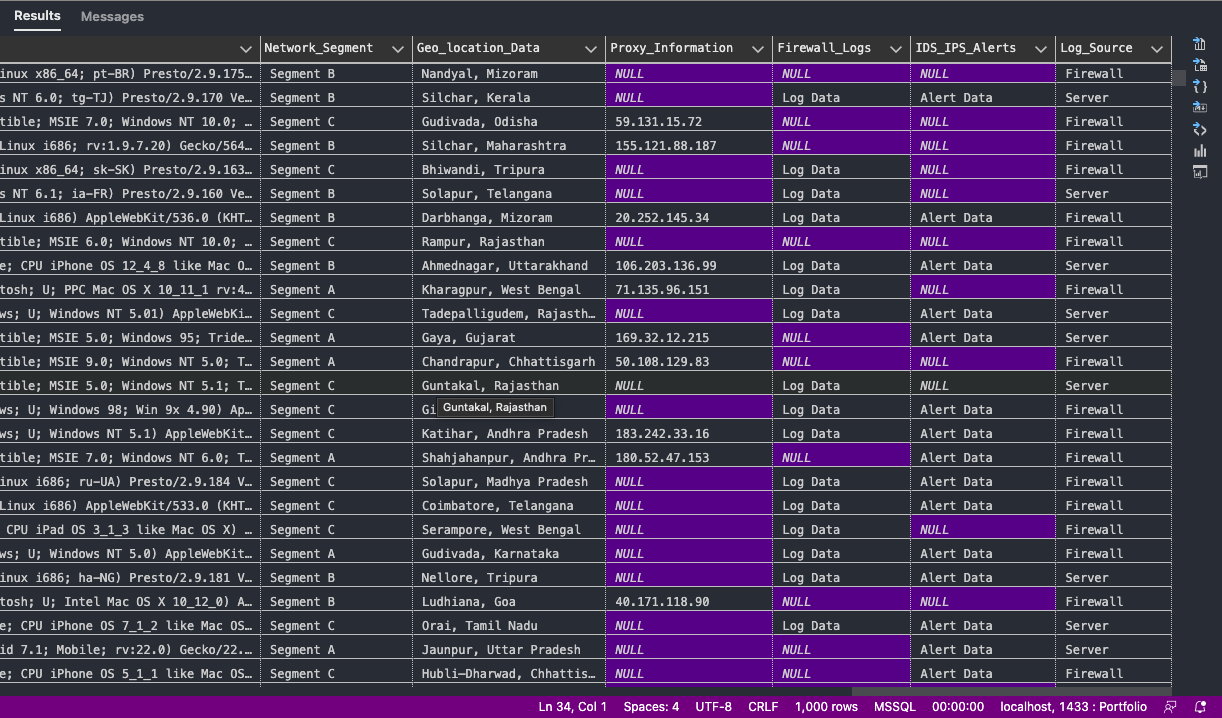 Results Messages
Network_Segment Geo_location_Data Proxy_Information Firewall_Logs IDS_IPS_Alerts Log_Source
inux x86_64; pt-BR) Presto/2.9.175… Segment B Nandyal, Mizoram NULL NULL NULL Firewall
s NT 6.0; tg-TJ) Presto/2.9.170 Ve… Segment B Silchar, Kerala NULL Log Data Alert Data Server
tible; MSIE 7.0; Windows NT 10.0; … Segment C Gudivada, Odisha 59.131.15.72 NULL NULL Firewall
Linux i686; rv:1.9.7.20) Gecko/564… Segment B Silchar, Maharashtra 155.121.88.187 NULL NULL Firewall
inux x86_64; sk-SK) Presto/2.9.163… Segment C Bhiwandi, Tripura NULL Log Data NULL Firewall
s NT 6.1; ia-FR) Presto/2.9.160 Ve… Segment B Solapur, Telangana NULL Log Data NULL Server
Linux i686) AppleWebKit/536.0 (KHT… Segment B Darbhanga, Mizoram 20.252.145.34 Log Data Alert Data Firewall
tible; MSIE 6.0; Windows NT 10.0; … Segment C Rampur, Rajasthan NULL NULL NULL Firewall
e; CPU iPhone OS 12_4_8 like Mac O… Segment B Ahmednagar, Uttarakhand 106.203.136.99 Log Data Alert Data Server
tosh; U; PPC Mac OS X 10_11_1 rv:4… Segment A Kharagpur, West Bengal 71.135.96.151 Log Data NULL Firewall
ws; U; Windows NT 5.01) AppleWebKi… Segment C Tadepalligudem, Rajasth… NULL Log Data Alert Data Server
tible; MSIE 5.0; Windows 95; Tride… Segment A Gaya, Gujarat 169.32.12.215 NULL Alert Data Server
tible; MSIE 9.0; Windows NT 5.0; T… Segment A Chandrapur, Chhattisgarh 50.108.129.83 NULL NULL Firewall
tible; MSIE 5.0; Windows NT 5.1; T… Segment C Guntakal, Rajasthan NULL Log Data NULL Server
ws; U; Windows 98; Win 9x 4.90) Ap… Segment C Gi NULL Log Data Alert Data Firewall
Guntakal, Rajasthan
ws; U; Windows NT 5.1) AppleWebKit… Segment C Katihar, Andhra Pradesh 183.242.33.16 Log Data Alert Data Server
tible; MSIE 7.0; Windows NT 6.0; T… Segment A Shahjahanpur, Andhra Pr… 180.52.47.153 NULL Alert Data Firewall
inux i686; ru-UA) Presto/2.9.184 V… Segment C Solapur, Madhya Pradesh NULL Log Data Alert Data Firewall
Linux i686) AppleWebKit/533.0 (KHT… Segment C Coimbatore, Telangana NULL Log Data Alert Data Firewall
 CPU iPad OS 3_1_3 like Mac OS X) … Segment C Serampore, West Bengal NULL Log Data NULL Firewall
ws; U; Windows NT 5.0) AppleWebKit… Segment A Gudivada, Karnataka NULL Log Data Alert Data Firewall
inux i686; ha-NG) Presto/2.9.181 V… Segment B Nellore, Tripura NULL Log Data Alert Data Server
tosh; U; Intel Mac OS X 10_12_0) A… Segment B Ludhiana, Goa 40.171.118.90 NULL NULL Firewall
e; CPU iPhone OS 7_1_2 like Mac OS… Segment C Orai, Tamil Nadu NULL Log Data Alert Data Server
id 7.1; Mobile; rv:22.0) Gecko/22.… Segment A Jaunpur, Uttar Pradesh NULL NULL Alert Data Server
e; CPU iPhone OS 5_1_1 like Mac OS… Segment C Hubli–Dharwad, Chhattis… NULL NULL Alert Data Firewall
Ln 34, Col 1 Spaces: 4 UTF-8 CRLF 1,000 rows MSSQL 00:00:00 localhost, 1433 : Portfolio